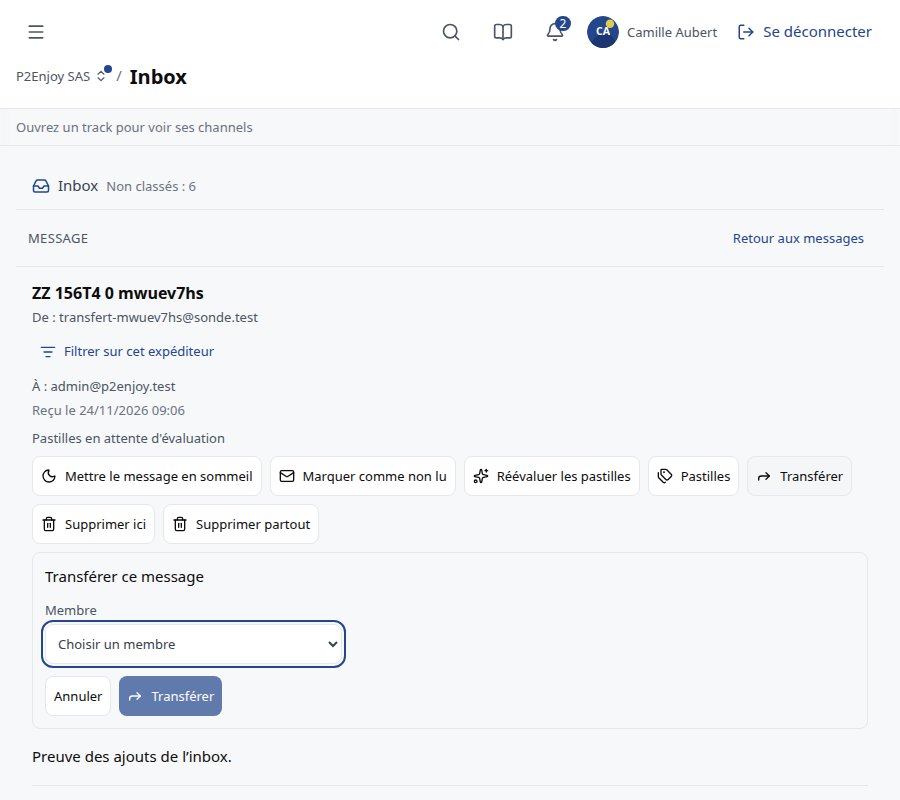 2
CA Camille Aubert Se déconnecter
P2Enjoy SAS / Inbox
Ouvrez un track pour voir ses channels
Inbox Non classés : 6
MESSAGE Retour aux messages
ZZ 156T4 0 mwuev7hs
De : transfert-mwuev7hs@sonde.test
Filtrer sur cet expéditeur
À : admin@p2enjoy.test
Reçu le 24/11/2026 09:06
Pastilles en attente d'évaluation
Mettre le message en sommeil Marquer comme non lu Réévaluer les pastilles Pastilles Transférer
Supprimer ici Supprimer partout
Transférer ce message
Membre
Choisir un membre
Annuler Transférer
Preuve des ajouts de l’inbox.